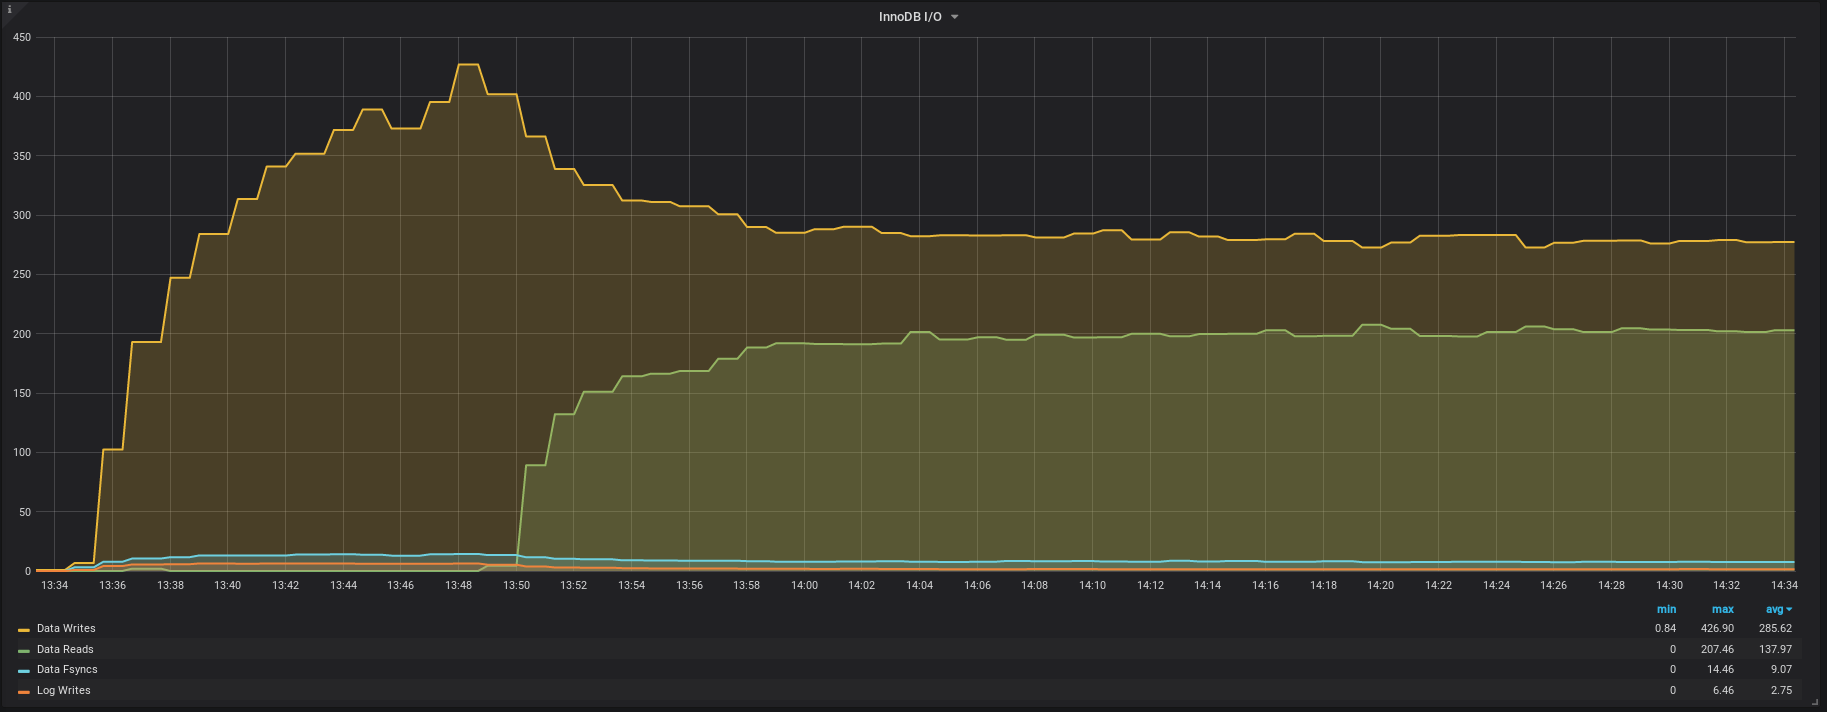 i
InnoDB I/O
450
400
350
300
250
200
150
100
50
0
13:34 13:36 13:38 13:40 13:42 13:44 13:46 13:48 13:50 13:52 13:54 13:56 13:58 14:00 14:02 14:04 14:06 14:08 14:10 14:12 14:14 14:16 14:18 14:20 14:22 14:24 14:26 14:28 14:30 14:32 14:34
min max avg
Data Writes 0.84 426.90 285.62
Data Reads 0 207.46 137.97
Data Fsyncs 0 14.46 9.07
Log Writes 0 6.46 2.75